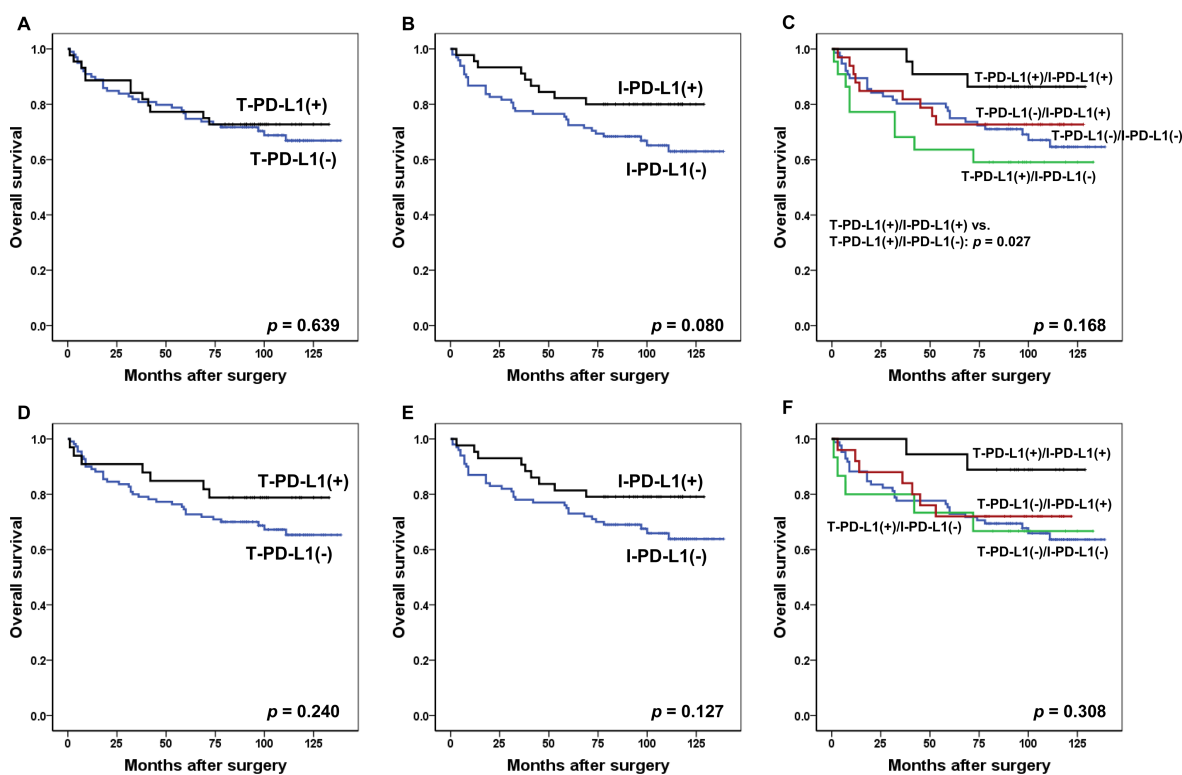 A
Overall survival
1.0
0.8
0.6
0.4
0.2
0.0
T-PD-L1(+)
T-PD-L1(-)
p = 0.639
0 25 50 75 100 125
Months after surgery
B
Overall survival
1.0
0.8
0.6
0.4
0.2
0.0
I-PD-L1(+)
I-PD-L1(-)
p = 0.080
0 25 50 75 100 125
Months after surgery
C
Overall survival
1.0
0.8
0.6
0.4
0.2
0.0
T-PD-L1(+)/I-PD-L1(+)
T-PD-L1(-)/I-PD-L1(+)
T-PD-L1(-)/I-PD-L1(-)
T-PD-L1(+)/I-PD-L1(-)
T-PD-L1(+)/I-PD-L1(+) vs.
T-PD-L1(+)/I-PD-L1(-): p = 0.027
p = 0.168
0 25 50 75 100 125
Months after surgery
D
Overall survival
1.0
0.8
0.6
0.4
0.2
0.0
T-PD-L1(+)
T-PD-L1(-)
p = 0.240
0 25 50 75 100 125
Months after surgery
E
Overall survival
1.0
0.8
0.6
0.4
0.2
0.0
I-PD-L1(+)
I-PD-L1(-)
p = 0.127
0 25 50 75 100 125
Months after surgery
F
Overall survival
1.0
0.8
0.6
0.4
0.2
0.0
T-PD-L1(+)/I-PD-L1(+)
T-PD-L1(-)/I-PD-L1(+)
T-PD-L1(+)/I-PD-L1(-)
T-PD-L1(-)/I-PD-L1(-)
p = 0.308
0 25 50 75 100 125
Months after surgery